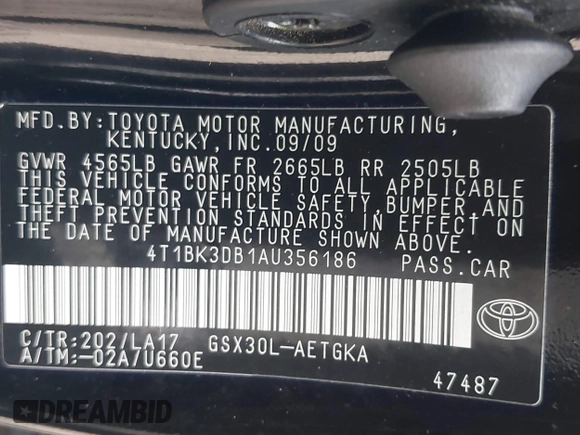 MFD.BY:TOYOTA MOTOR MANUFACTURING,
KENTUCKY,INC.09/09
GVWR 4565LB GAWR FR 2665LB RR 2505LB
THIS VEHICLE CONFORMS TO ALL APPLICABLE
FEDERAL MOTOR VEHICLE SAFETY,BUMPER,AND
THEFT PREVENTION STANDARDS IN EFFECT ON
THE DATE OF MANUFACTURE SHOWN ABOVE.
4T1BK3DB1AU356186 PASS.CAR
C/TR:202/LA17 GSX30L-AETGKA
A/TM:-02A/U660E
47487
DREAMBID